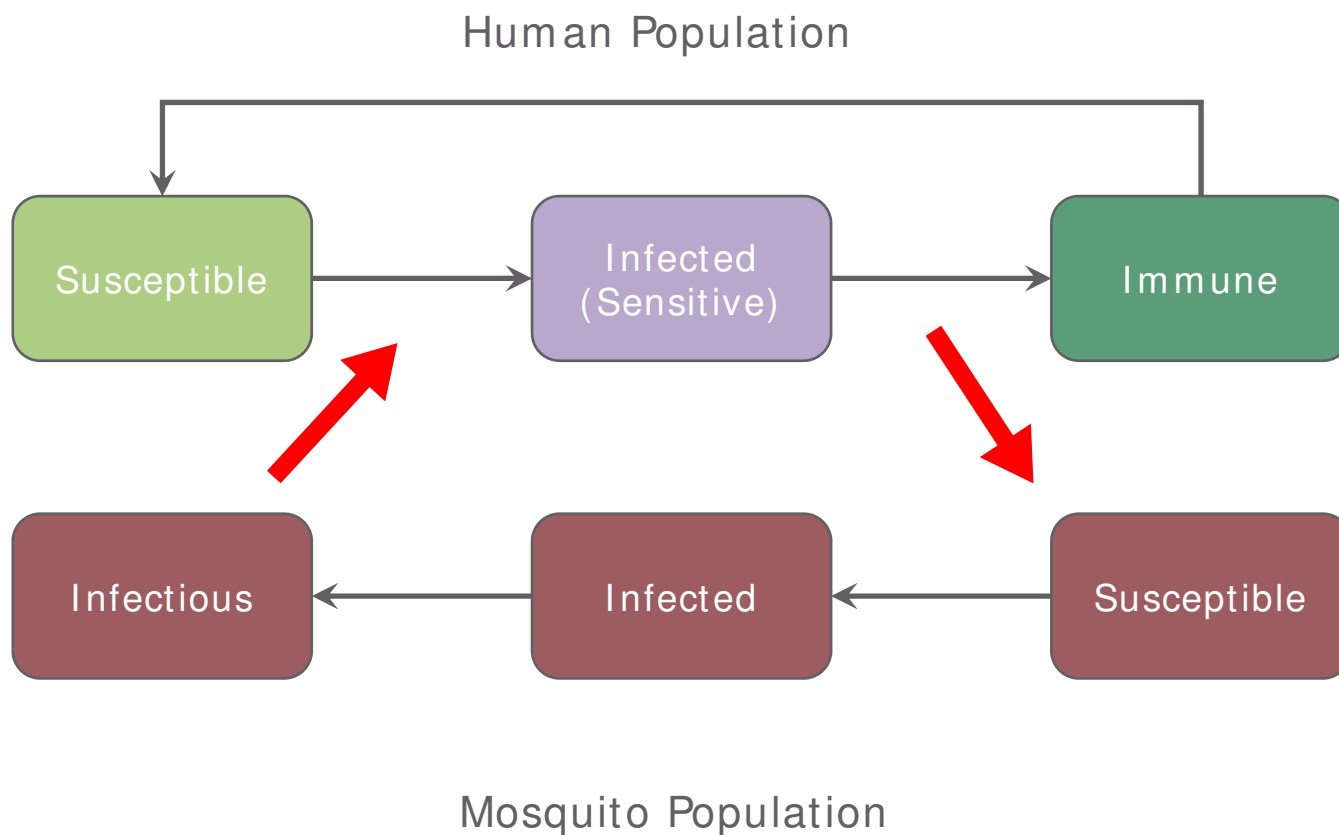 Human Population
Susceptible
Infected
(Sensitive)
Immune
Infectious
Infected
Susceptible
Mosquito Population